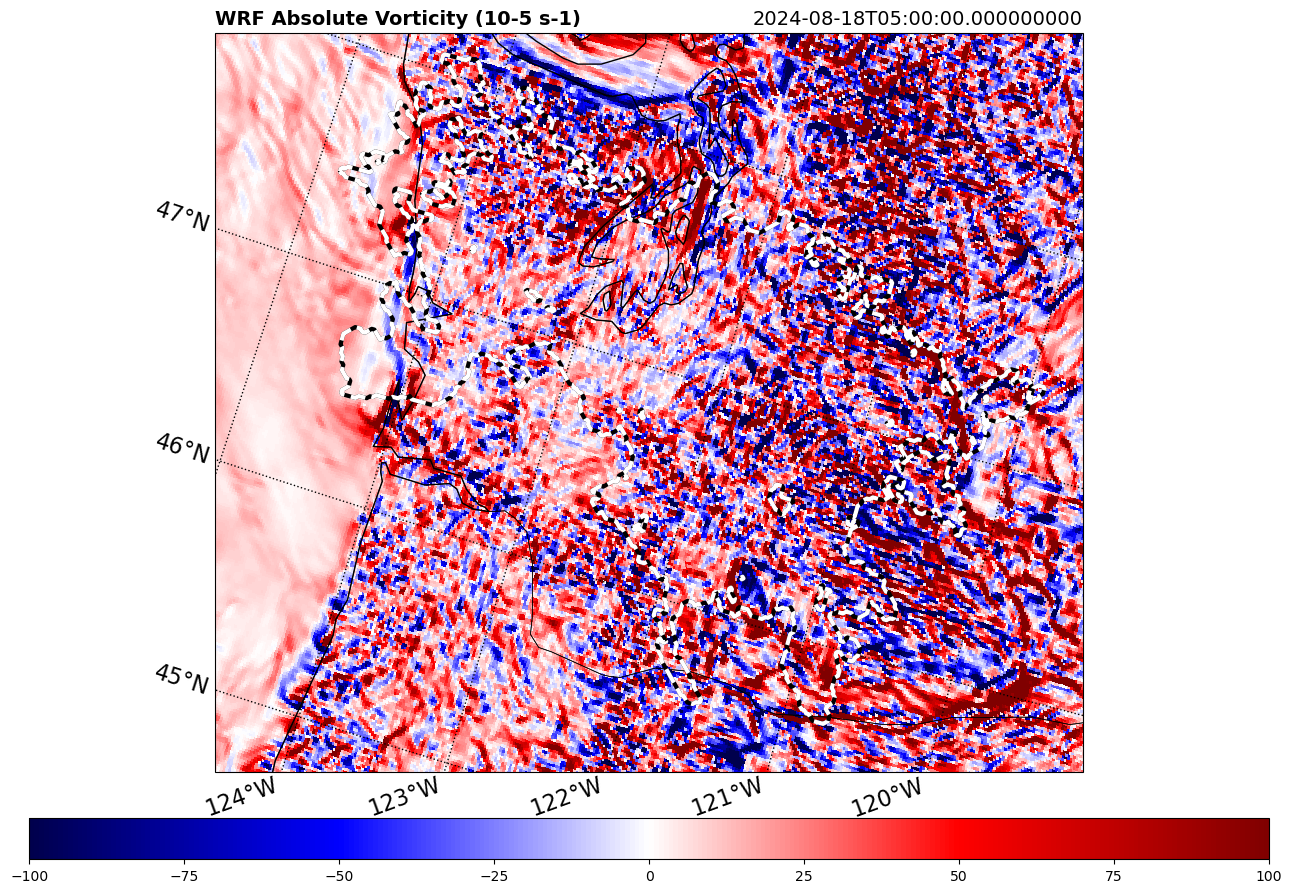 WRF Absolute Vorticity (10-5 s-1) 2024-08-18T05:00:00.000000000
47°N
46°N
45°N
124°W 123°W 122°W 121°W 120°W
−100 −75 −50 −25 0 25 50 75 100